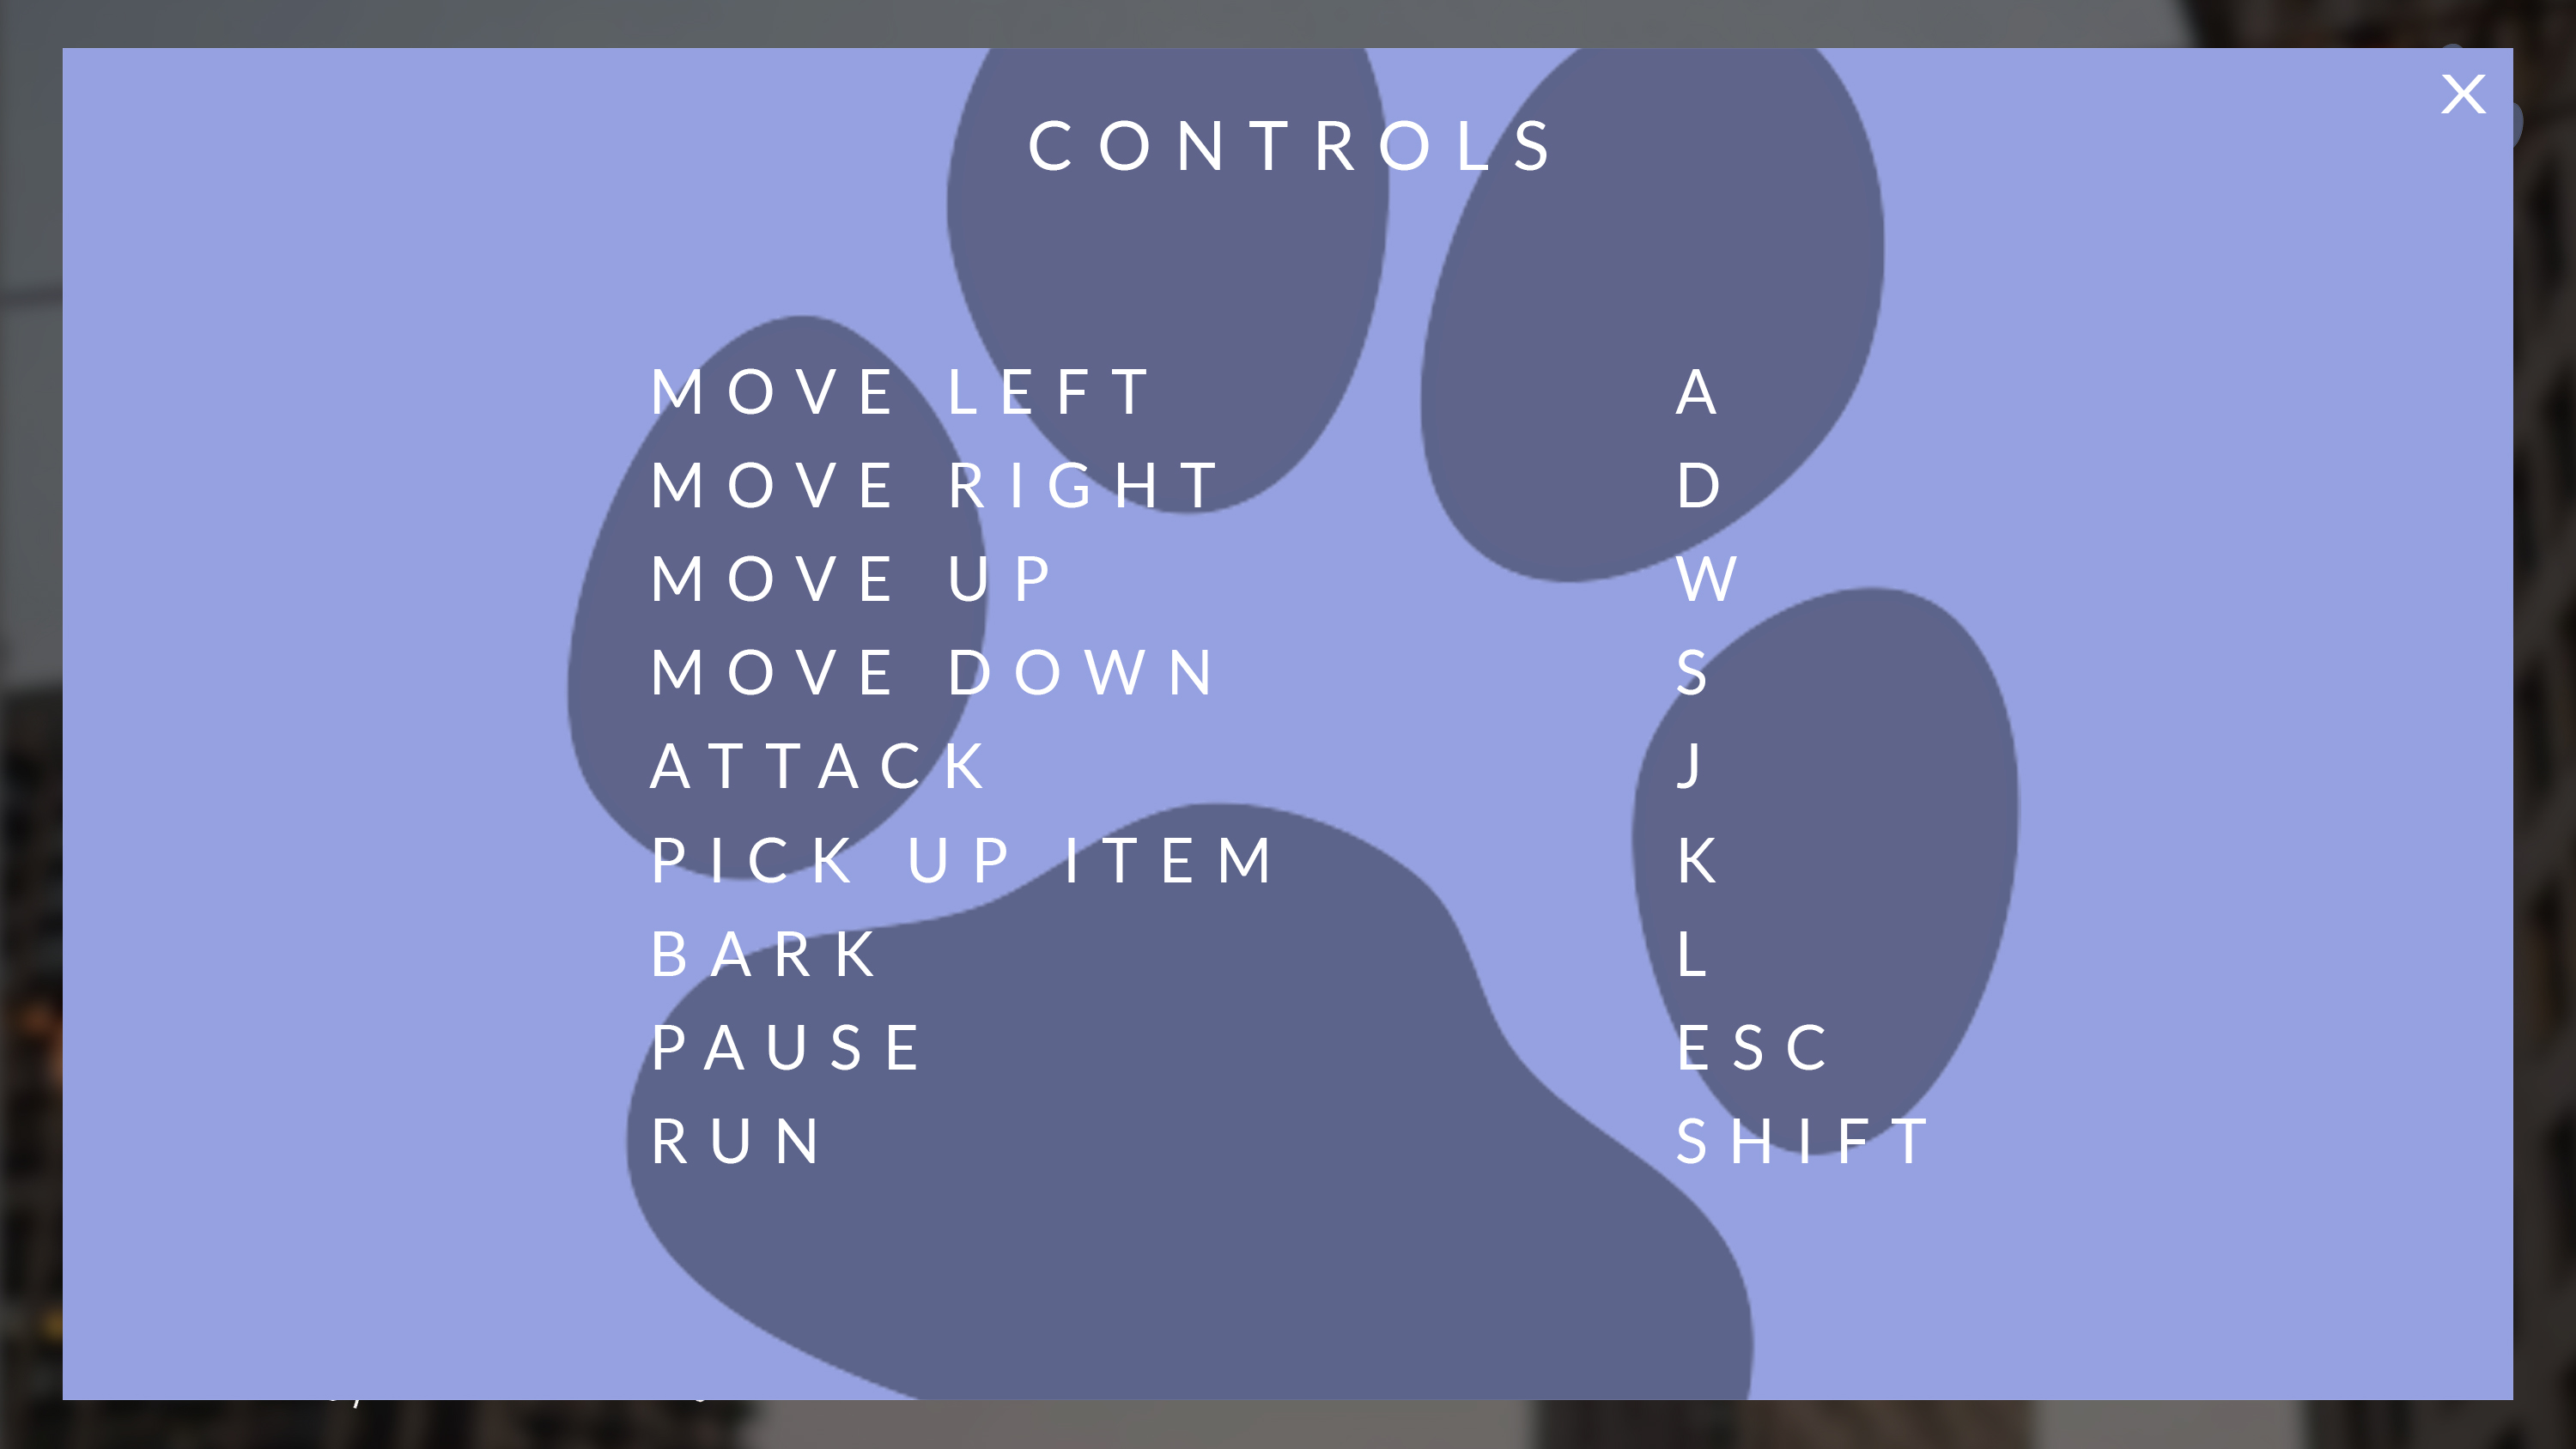 X
CONTROLS
MOVE LEFT A
MOVE RIGHT D
MOVE UP W
MOVE DOWN S
ATTACK J
PICK UP ITEM K
BARK L
PAUSE ESC
RUN SHIFT